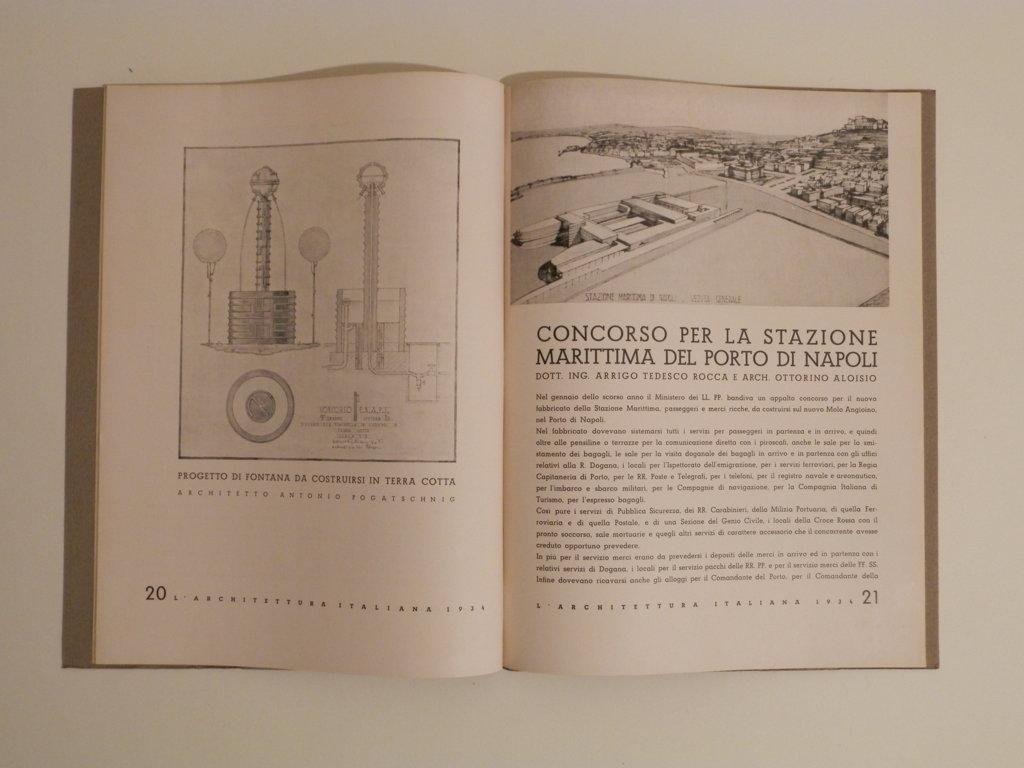 PROGETTO DI FONTANA DA COSTRUIRSI IN TERRA COTTA
ARCHITETTO ANTONIO POGATSCHNIG
20 L'ARCHITETTURA ITALIANA 1934
STAZIONE MARITTIMA DI NAPOLI . VEDUTA GENERALE
CONCORSO PER LA STAZIONE
MARITTIMA DEL PORTO DI NAPOLI
DOTT. ING. ARRIGO TEDESCO ROCCA E ARCH. OTTORINO ALOISIO
Nel gennaio dello scorso anno il Ministero dei LL. PP. bandiva un appalto concorso per il nuovo
fabbricato della Stazione Marittima, passeggeri e merci ricche, da costruirsi sul nuovo Molo Angioino,
nel Porto di Napoli.
Nel fabbricato dovevano sistemarsi tutti i servizi per passeggeri in partenza e in arrivo, e quindi
oltre alle pensiline o terrazze per la comunicazione diretta con i piroscafi, anche le sale per lo smi-
stamento dei bagagli, le sale per la visita doganale dei bagagli in arrivo e in partenza con gli uffici
relativi alla R. Dogana, i locali per l'Ispettorato dell'emigrazione, per i servizi ferroviari, per la Regia
Capitaneria di Porto, per le RR. Poste e Telegrafi, per i telefoni, per il registro navale e areonautico,
per l'imbarco e sbarco militari, per le Compagnie di navigazione, per la Compagnia Italiana di
Turismo, per l'espresso bagagli.
Così pure i servizi di Pubblica Sicurezza, dei RR. Carabinieri, della Milizia Portuaria, di quella Fer-
roviaria e di quella Postale, e di una Sezione del Genio Civile, i locali della Croce Rossa con il
pronto soccorso, sale mortuarie e quegli altri servizi di carattere accessorio che il concorrente avesse
creduto opportuno prevedere.
In più per il servizio merci erano da prevedersi i depositi delle merci in arrivo ed in partenza con i
relativi servizi di Dogana, i locali per il servizio pacchi delle RR. PP. e per il servizio merci delle FF. SS.
Infine dovevano ricavarsi anche gli alloggi per il Comandante del Porto, per il Comandante della
L'ARCHITETTURA ITALIANA 1934 21